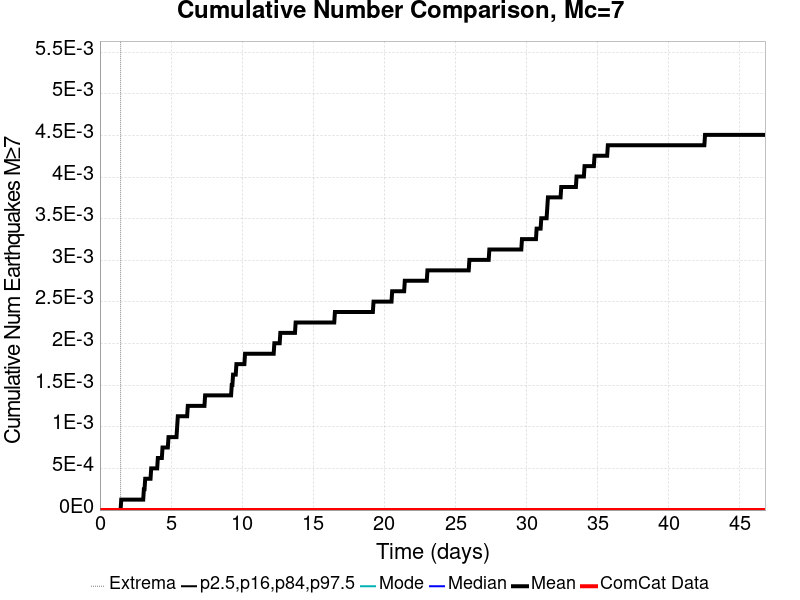 Cumulative Number Comparison, Mc=7
Cumulative Num Earthquakes M≥7
5.5E-3
5E-3
4.5E-3
4E-3
3.5E-3
3E-3
2.5E-3
2E-3
1.5E-3
1E-3
5E-4
0E0
0 5 10 15 20 25 30 35 40 45
Time (days)
Extrema p2.5,p16,p84,p97.5 Mode Median Mean ComCat Data